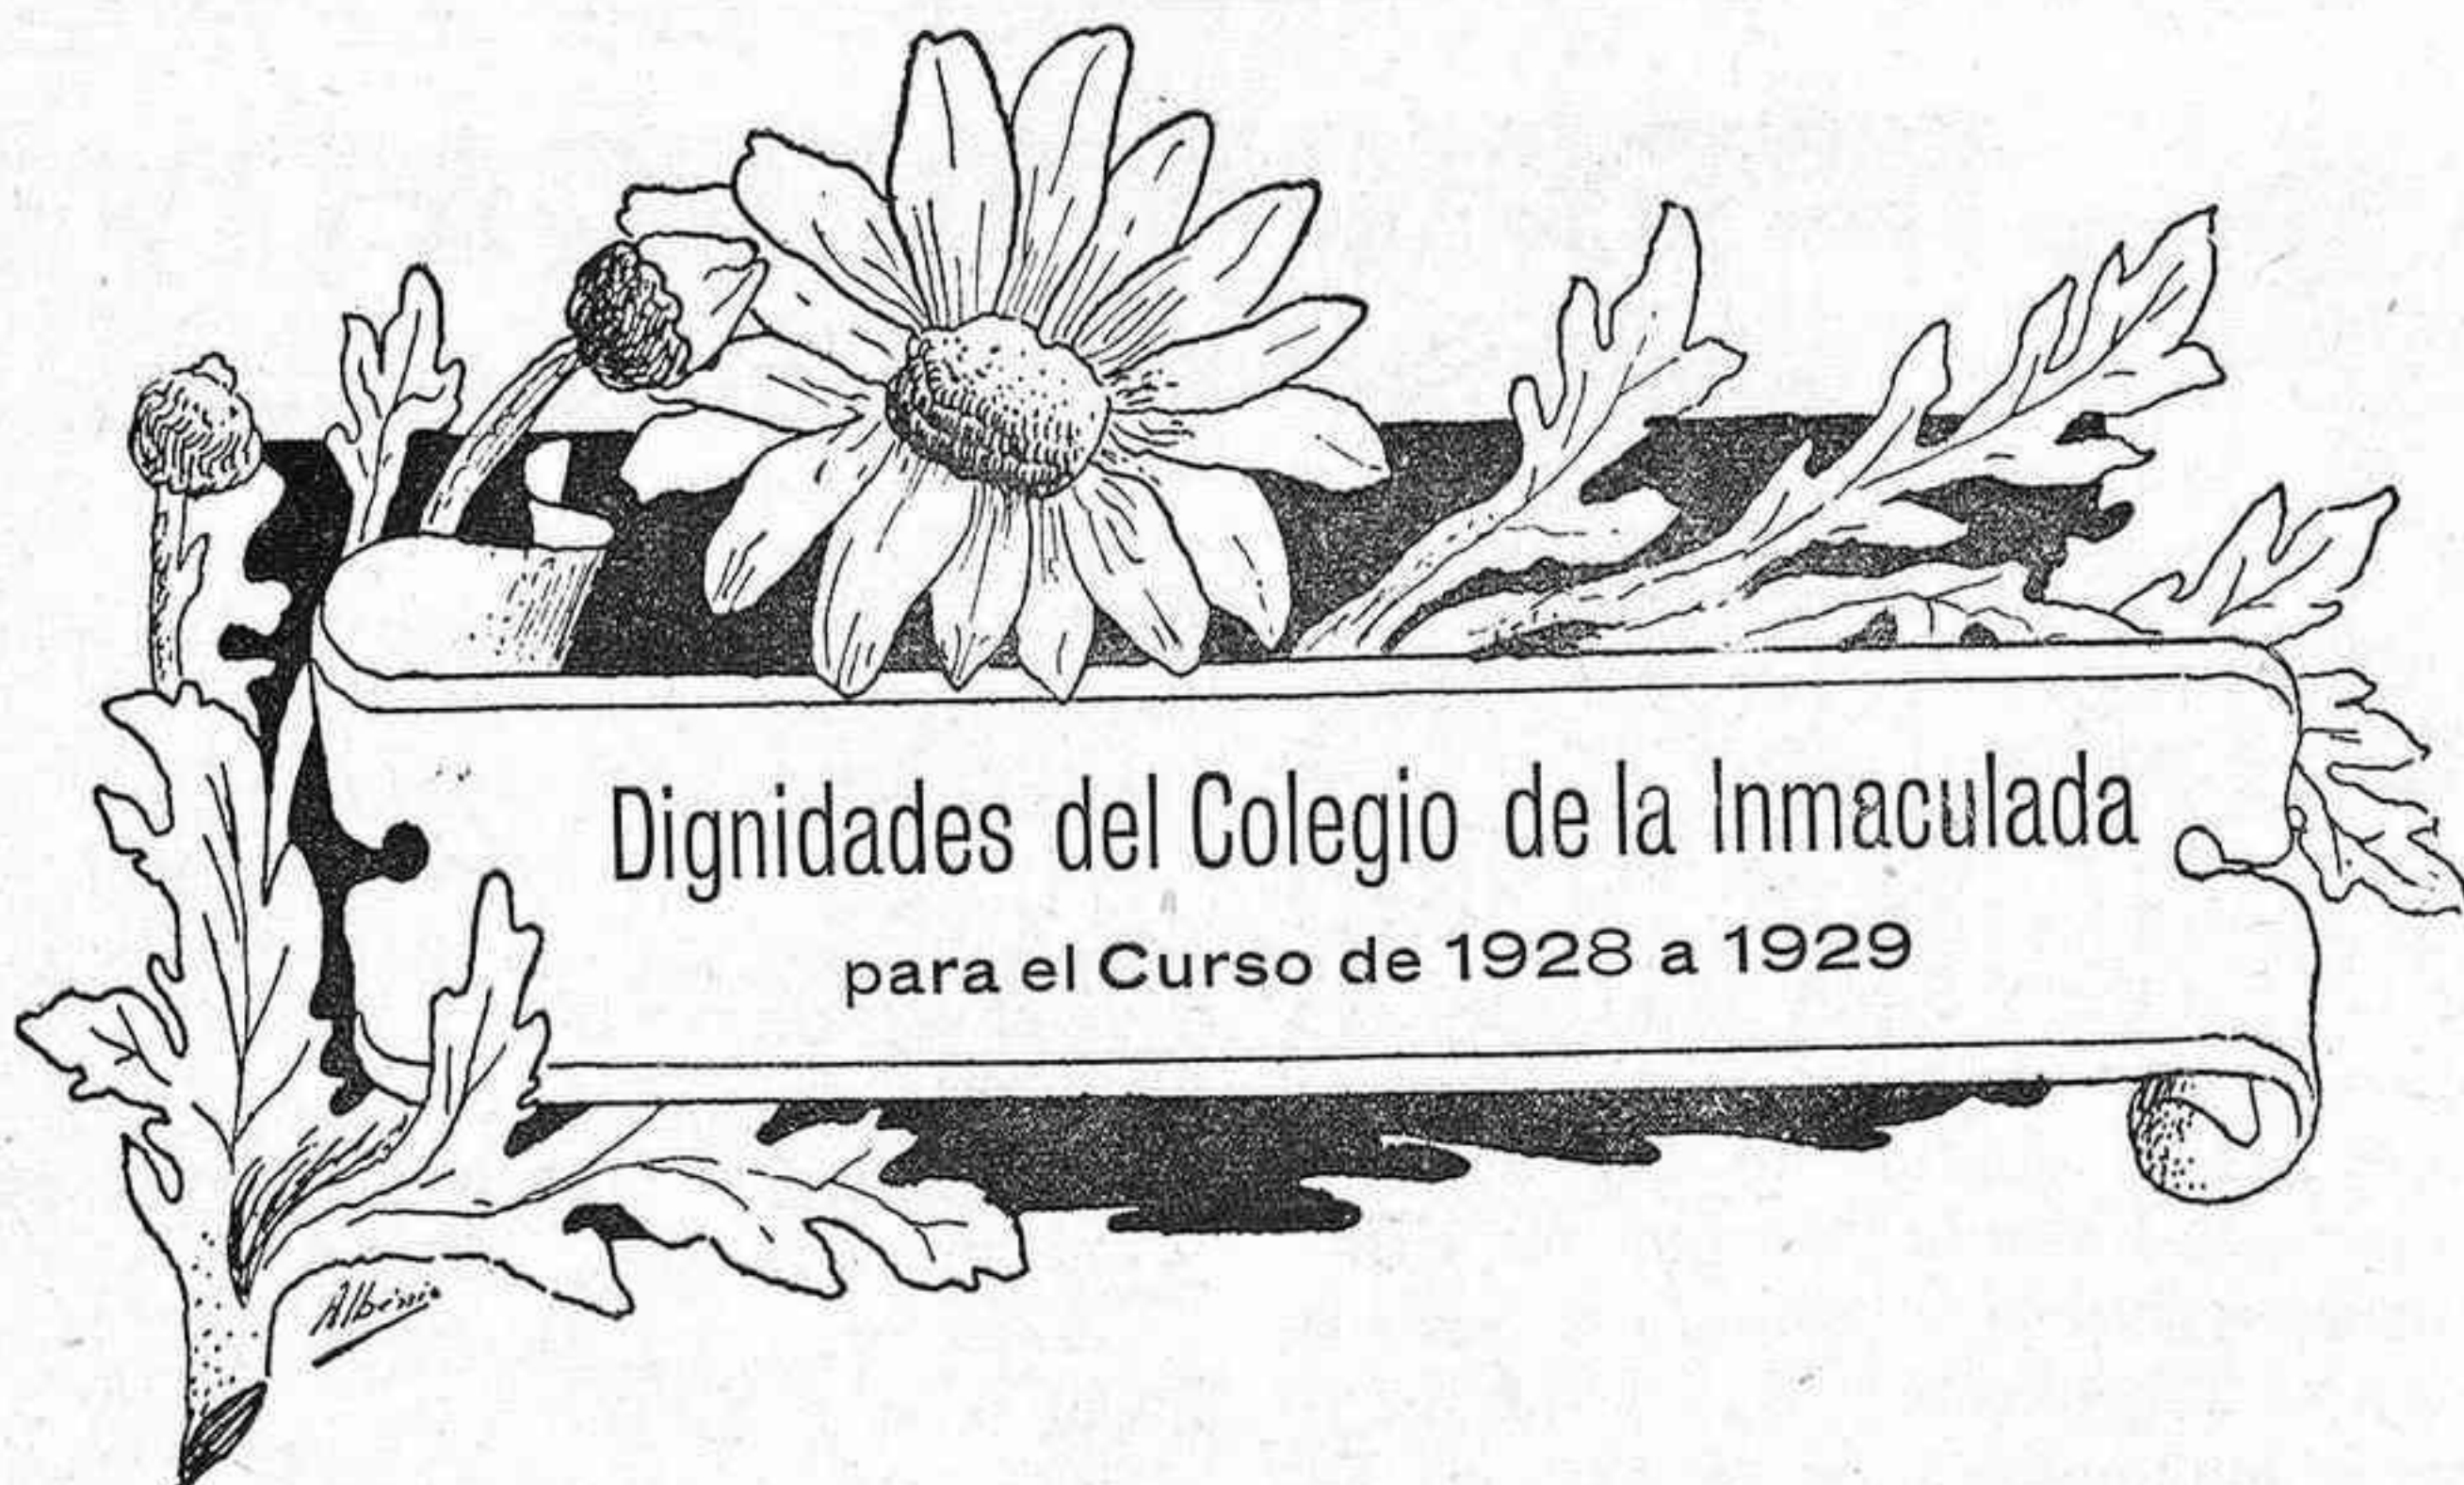 Dignidades del Colegio de la Inmaculada
para el Curso de 1928 a 1929